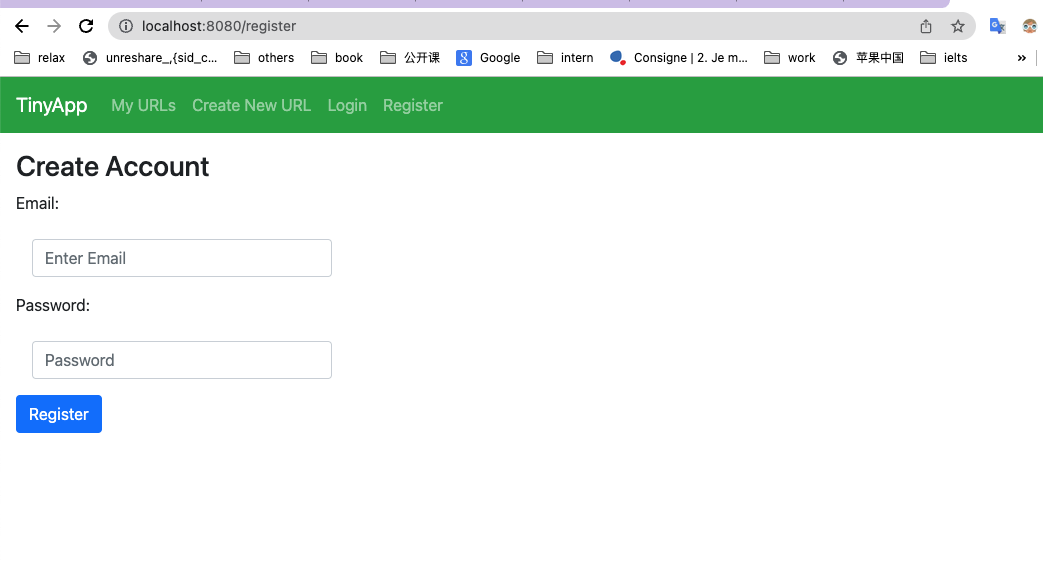 localhost:8080/register
relax unreshare_,{sid_c... others book 公开课 Google intern Consigne | 2. Je m... work 苹果中国 ielts »
TinyApp My URLs Create New URL Login Register
Create Account
Email:
Enter Email
Password:
Password
Register